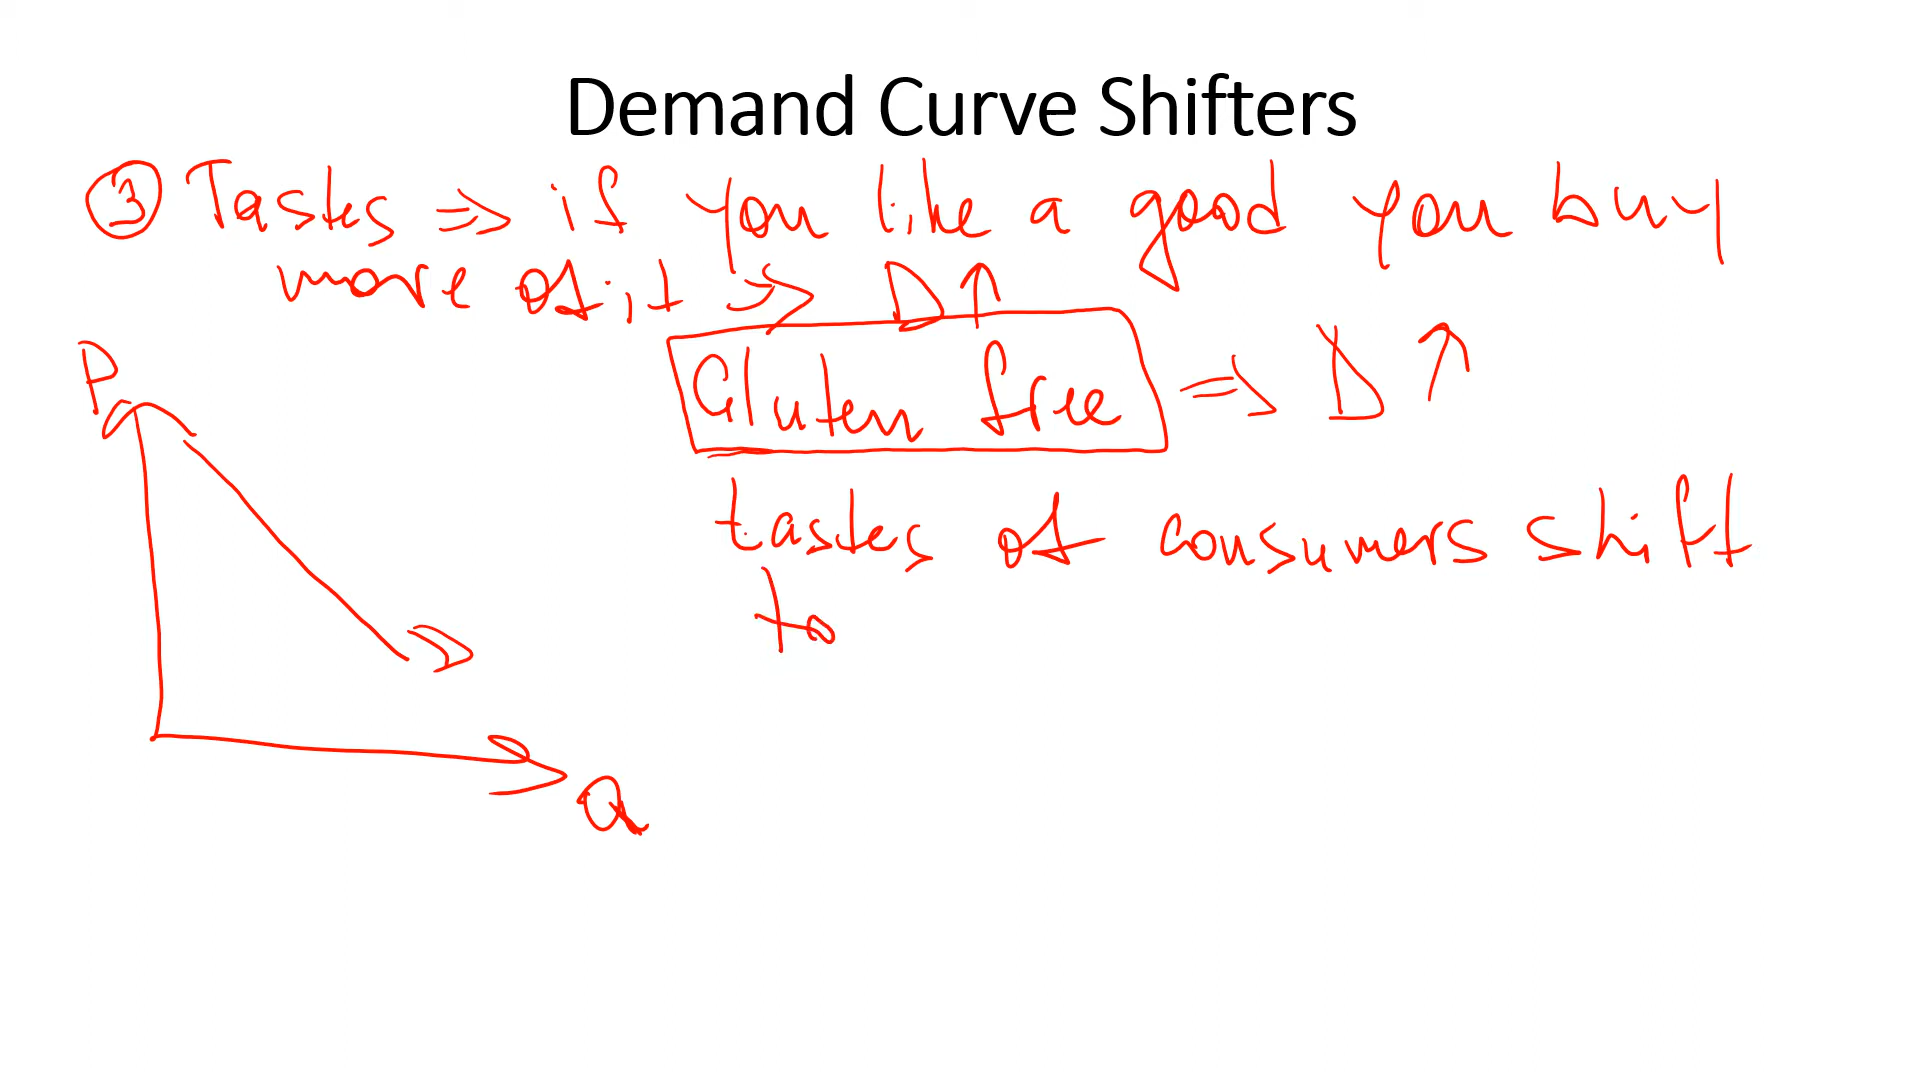 Demand Curve Shifters
③ Tastes ⇒ if you like a good you buy
more of it ⇒ D↑
Gluten free ⇒ D↑
P
tastes of consumers shift
to
D
Q